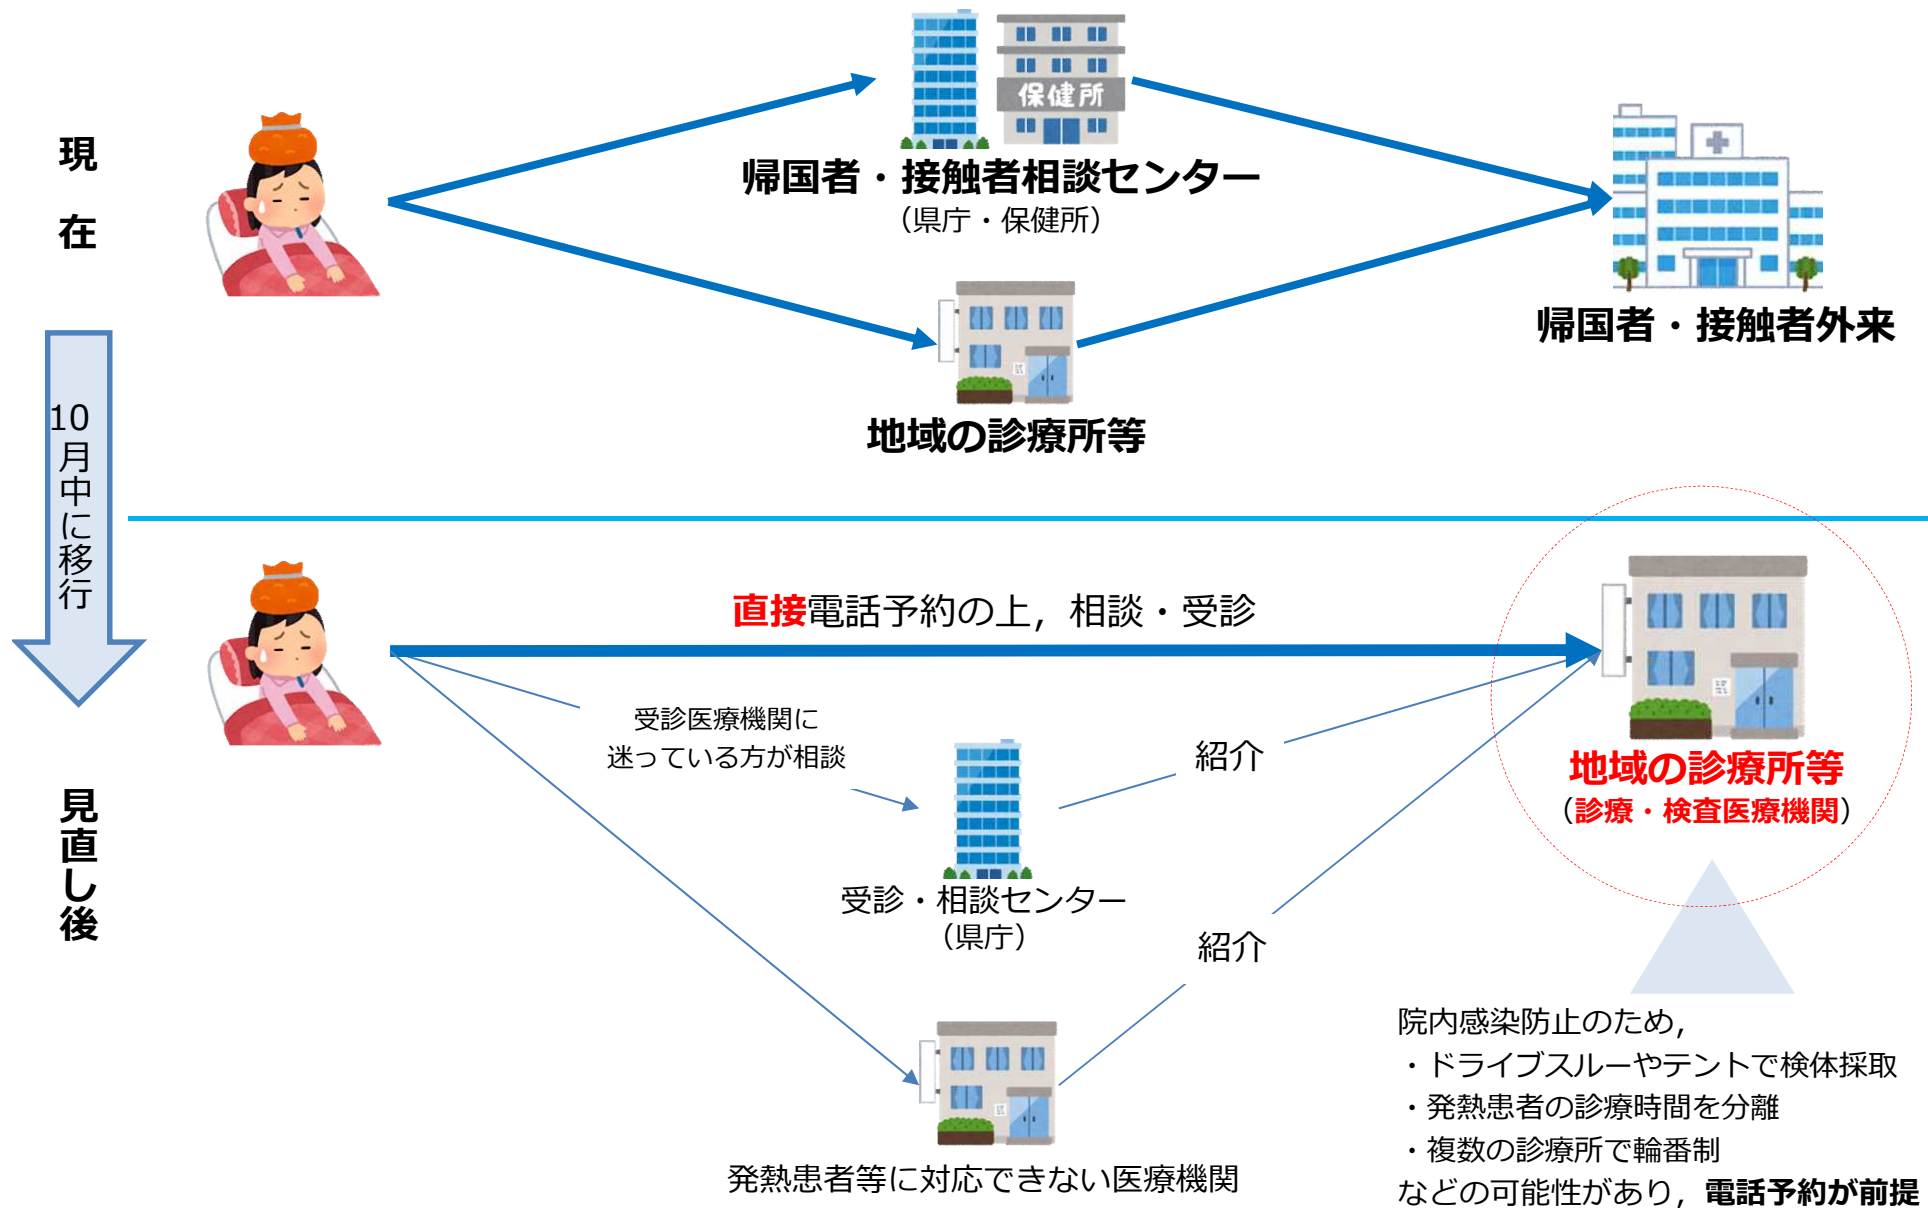 現在
保健所
帰国者・接触者相談センター
（県庁・保健所）
帰国者・接触者外来
地域の診療所等
10月中に移行
見直し後
直接電話予約の上，相談・受診
受診医療機関に
迷っている方が相談
紹介
地域の診療所等
（診療・検査医療機関）
受診・相談センター
（県庁）
紹介
発熱患者等に対応できない医療機関
院内感染防止のため，
・ドライブスルーやテントで検体採取
・発熱患者の診療時間を分離
・複数の診療所で輪番制
などの可能性があり，電話予約が前提